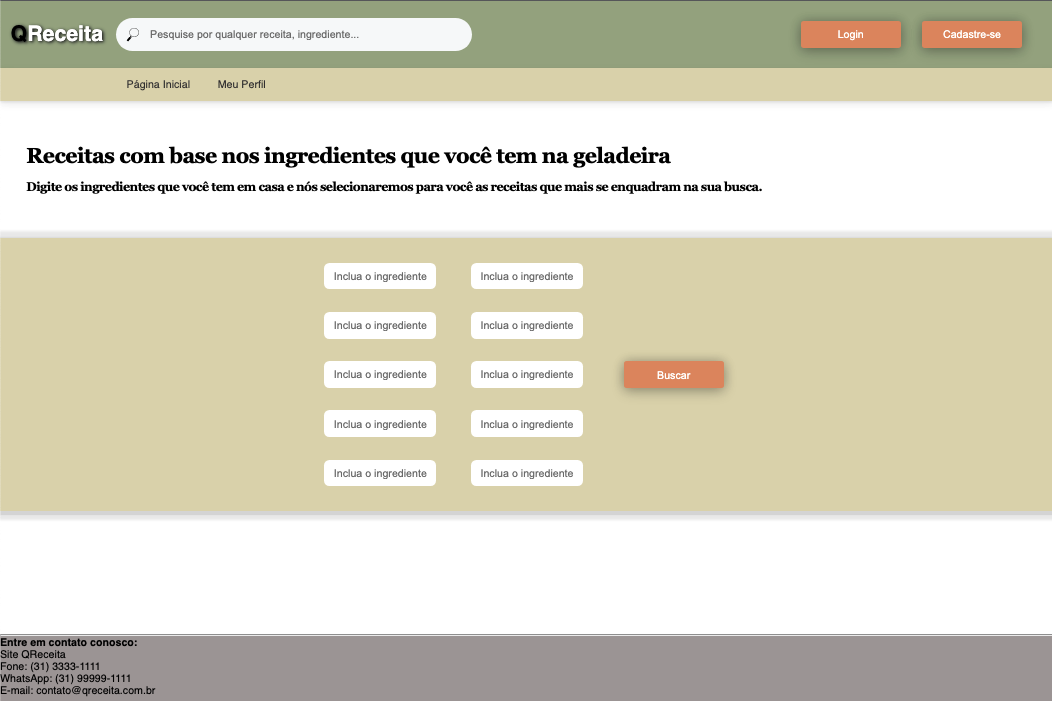 QReceita
Pesquise por qualquer receita, ingrediente...
Login
Cadastre-se
Página Inicial
Meu Perfil
Receitas com base nos ingredientes que você tem na geladeira
Digite os ingredientes que você tem em casa e nós selecionaremos para você as receitas que mais se enquadram na sua busca.
Inclua o ingrediente
Inclua o ingrediente
Inclua o ingrediente
Inclua o ingrediente
Inclua o ingrediente
Inclua o ingrediente
Buscar
Inclua o ingrediente
Inclua o ingrediente
Inclua o ingrediente
Inclua o ingrediente
Entre em contato conosco:
Site QReceita
Fone: (31) 3333-1111
WhatsApp: (31) 99999-1111
E-mail: contato@qreceita.com.br